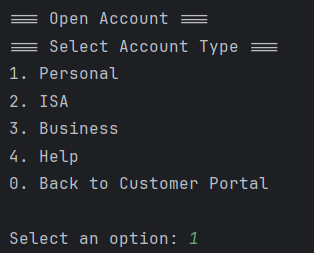 === Open Account ===
=== Select Account Type ===
1. Personal
2. ISA
3. Business
4. Help
0. Back to Customer Portal
Select an option: 1